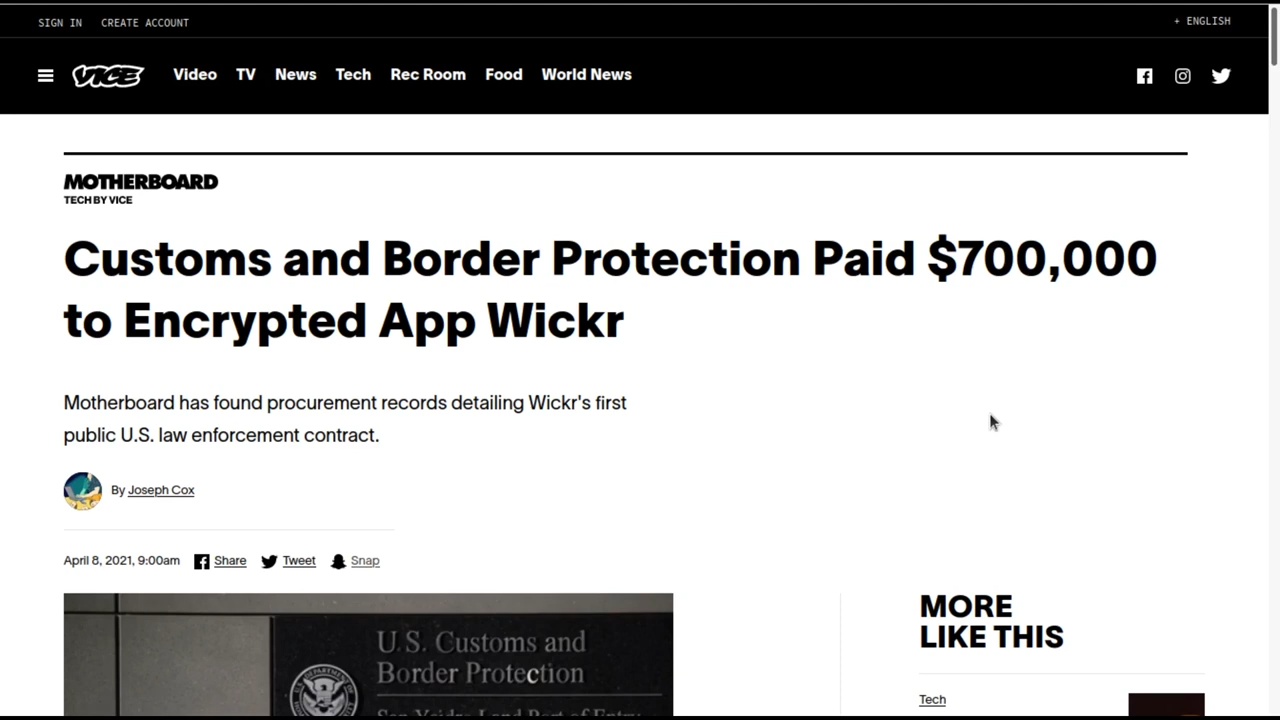 SIGN IN CREATE ACCOUNT + ENGLISH
VICE Video TV News Tech Rec Room Food World News
MOTHERBOARD
TECH BY VICE
Customs and Border Protection Paid $700,000
to Encrypted App Wickr
Motherboard has found procurement records detailing Wickr's first
public U.S. law enforcement contract.
By Joseph Cox
April 8, 2021, 9:00am Share Tweet Snap
U.S. Customs and
Border Protection
MORE
LIKE THIS
Tech